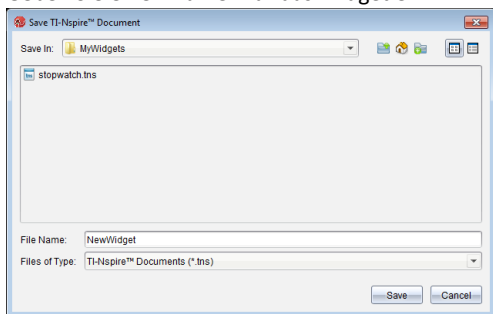 Save TI-Nspire™ Document
Save In: MyWidgets
stopwatch.tns
File Name: NewWidget
Files of Type: TI-Nspire™ Documents (*.tns)
Save Cancel